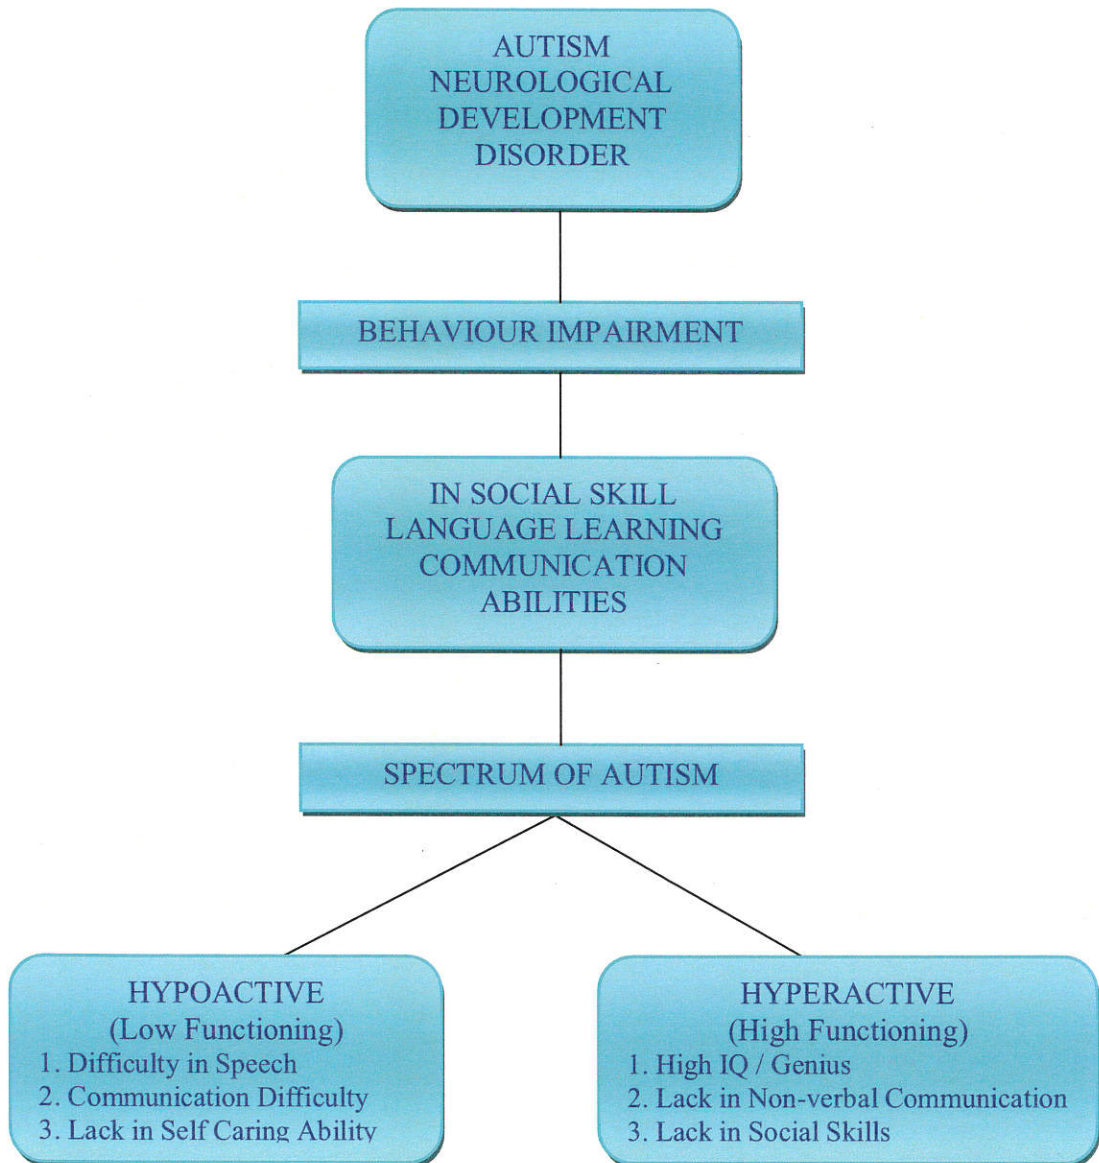 AUTISM
NEUROLOGICAL
DEVELOPMENT
DISORDER
BEHAVIOUR IMPAIRMENT
IN SOCIAL SKILL
LANGUAGE LEARNING
COMMUNICATION
ABILITIES
SPECTRUM OF AUTISM
HYPOACTIVE
(Low Functioning)
1. Difficulty in Speech
2. Communication Difficulty
3. Lack in Self Caring Ability
HYPERACTIVE
(High Functioning)
1. High IQ / Genius
2. Lack in Non-verbal Communication
3. Lack in Social Skills